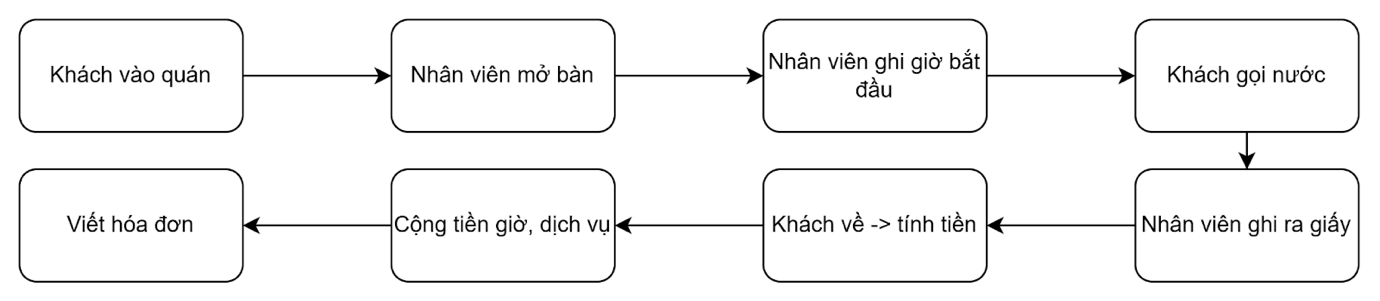 Khách vào quán
Nhân viên mở bàn
Nhân viên ghi giờ bắt
đầu
Khách gọi nước
Nhân viên ghi ra giấy
Khách về -> tính tiền
Cộng tiền giờ, dịch vụ
Viết hóa đơn